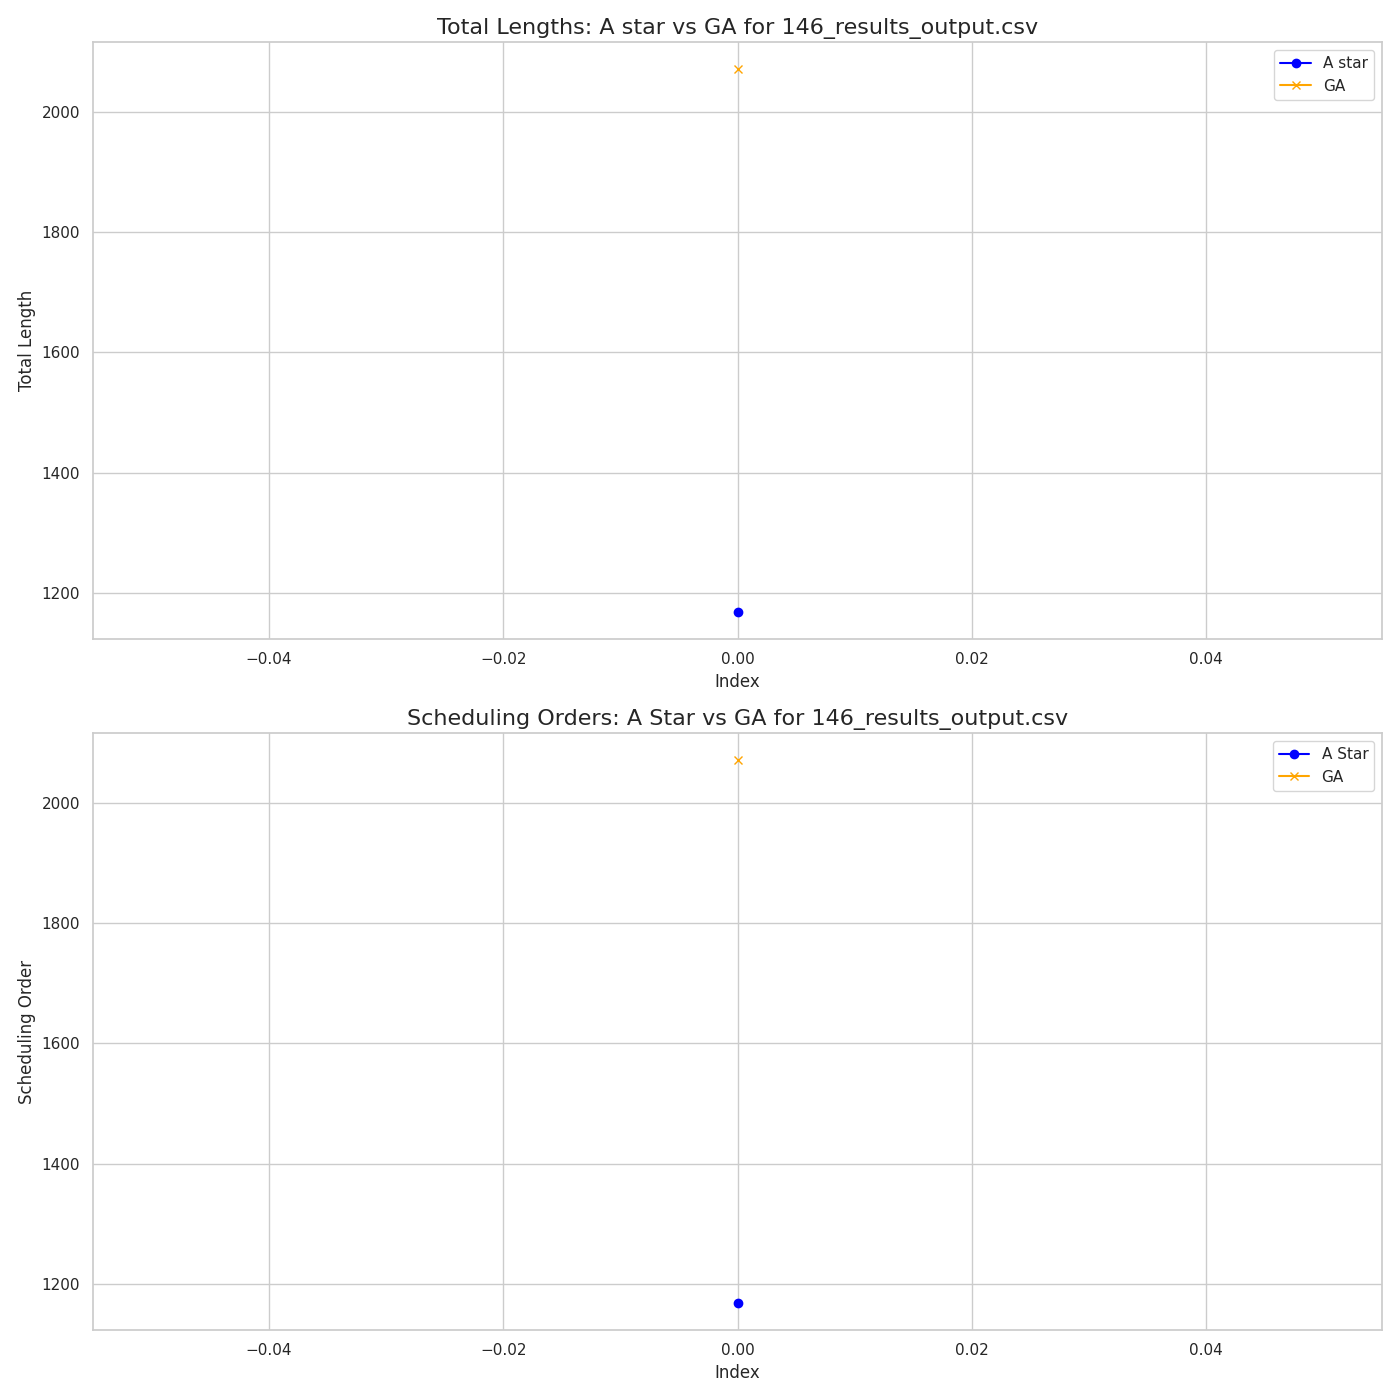 Total Lengths: A star vs GA for 146_results_output.csv
A star
GA
2000
1800
1600
1400
1200
Total Length
−0.04
−0.02
0.00
0.02
0.04
Index
Scheduling Orders: A Star vs GA for 146_results_output.csv
A Star
GA
2000
1800
1600
1400
1200
Scheduling Order
−0.04
−0.02
0.00
0.02
0.04
Index